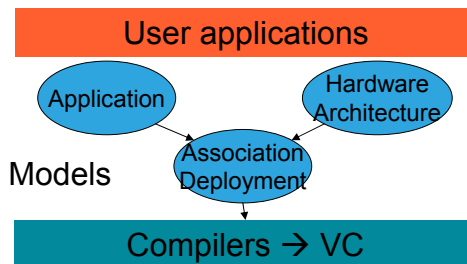 User applications
Application
Hardware
Architecture
Association
Deployment
Models
Compilers → VC